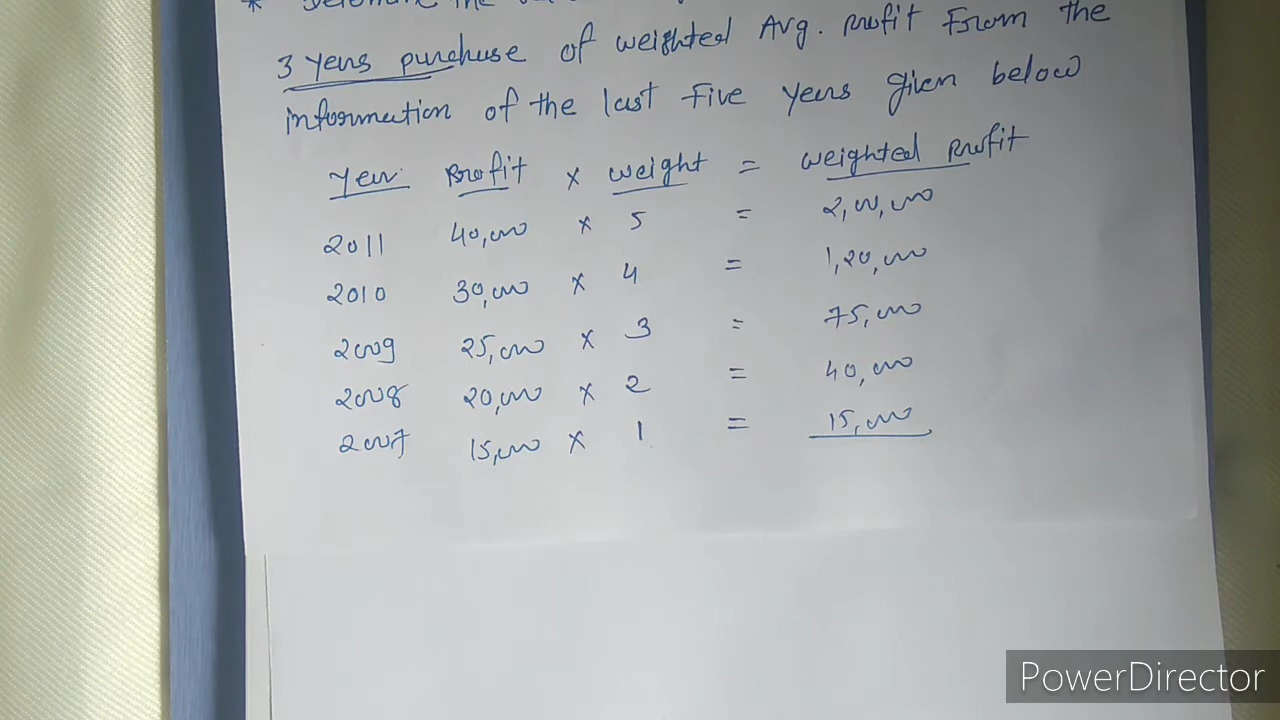 * Determine the
3 years purchase of weighted Avg. profit From the
information of the last Five years given below
Year Profit x weight = weighted profit
2011 40,000 x 5 = 2,00,000
2010 30,000 x 4 = 1,20,000
2009 25,000 x 3 = 75,000
2008 20,000 x 2 = 40,000
2007 15,000 x 1 = 15,000
PowerDirector